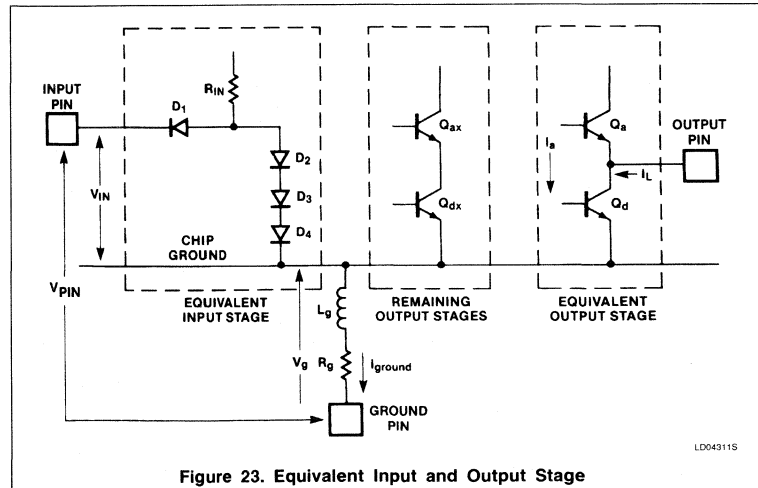 INPUT
PIN
D1
RIN
D2
D3
D4
VIN
VPIN
CHIP
GROUND
EQUIVALENT
INPUT STAGE
Qax
Qdx
REMAINING
OUTPUT STAGES
Qa
Ia
IL
Qd
OUTPUT
PIN
EQUIVALENT
OUTPUT STAGE
Lg
Vg
Rg
Iground
GROUND
PIN
LD04311S
Figure 23. Equivalent Input and Output Stage